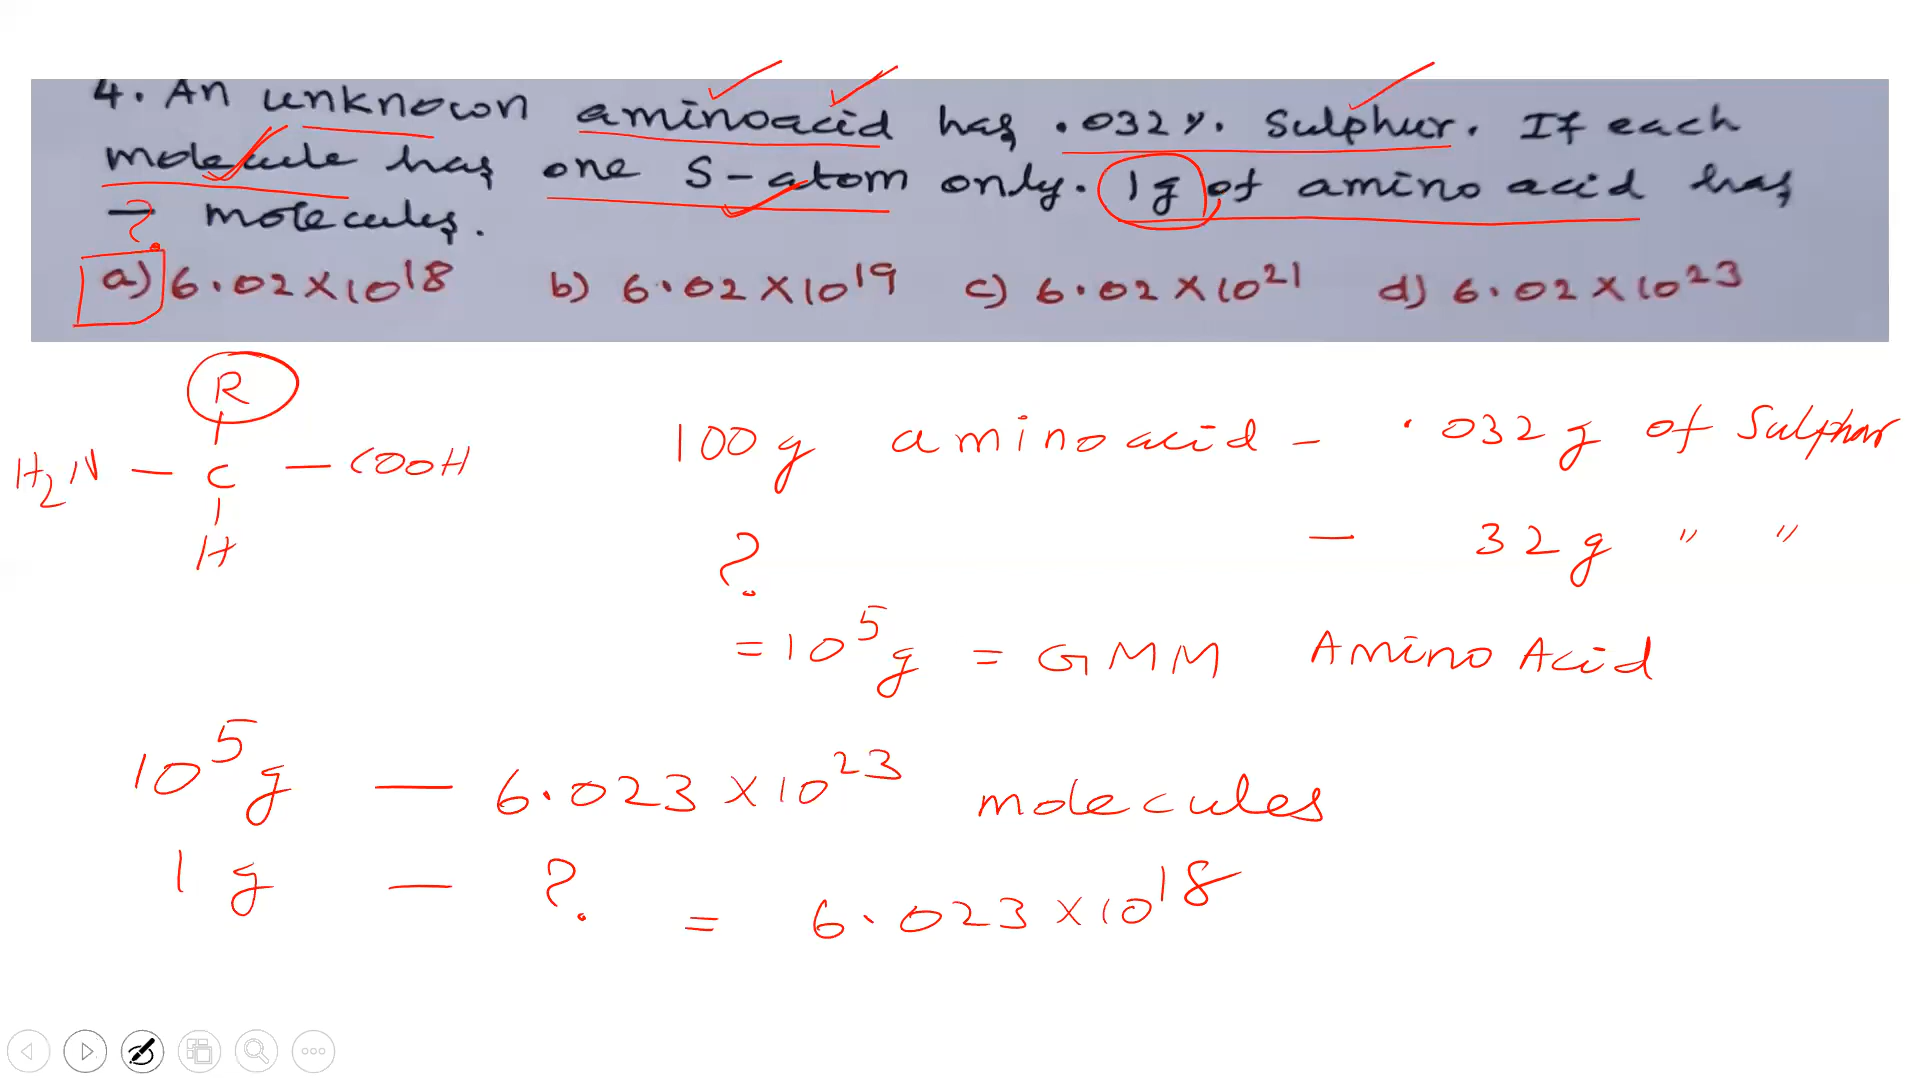 4. An unknown aminoacid has .032%. Sulphur. If each
molecule has one S-atom only. 1g of amino acid has
— molecules.
?
a) 6.02×10^18 b) 6.02×10^19 c) 6.02×10^21 d) 6.02×10^23
R
H2N — C — COOH
H
100g aminoacid – .032g of Sulphur
? — 32g " "
= 10^5 g = GMM Amino Acid
10^5 g — 6.023×10^23 molecules
1 g — ? = 6.023×10^18